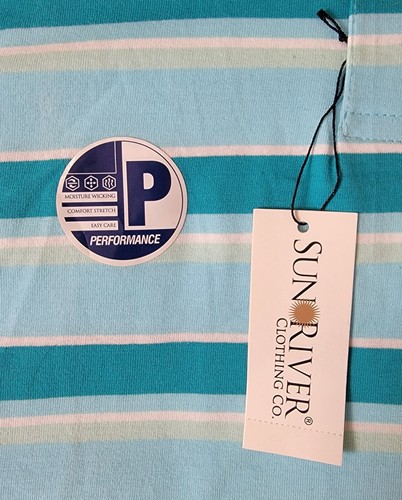 P
MOISTURE WICKING
COMFORT STRETCH
EASY CARE
PERFORMANCE
SUN RIVER®
CLOTHING CO.